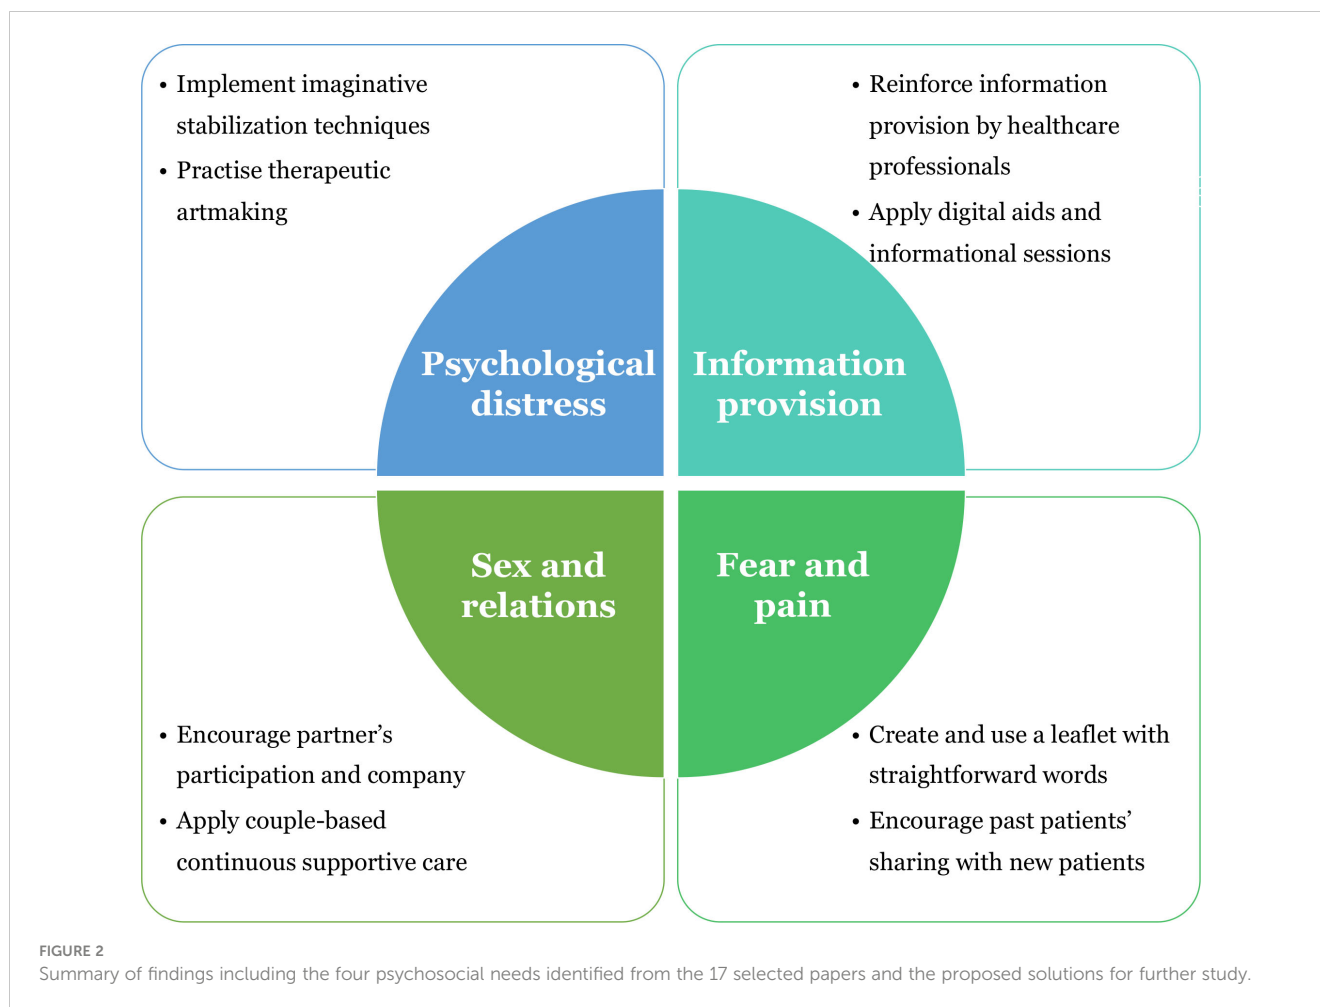 • Implement imaginative
stabilization techniques
• Practise therapeutic
artmaking
• Reinforce information
provision by healthcare
professionals
• Apply digital aids and
informational sessions
Psychological
distress
Information
provision
Sex and
relations
Fear and
pain
• Encourage partner’s
participation and company
• Apply couple-based
continuous supportive care
• Create and use a leaflet with
straightforward words
• Encourage past patients’
sharing with new patients
FIGURE 2
Summary of findings including the four psychosocial needs identified from the 17 selected papers and the proposed solutions for further study.